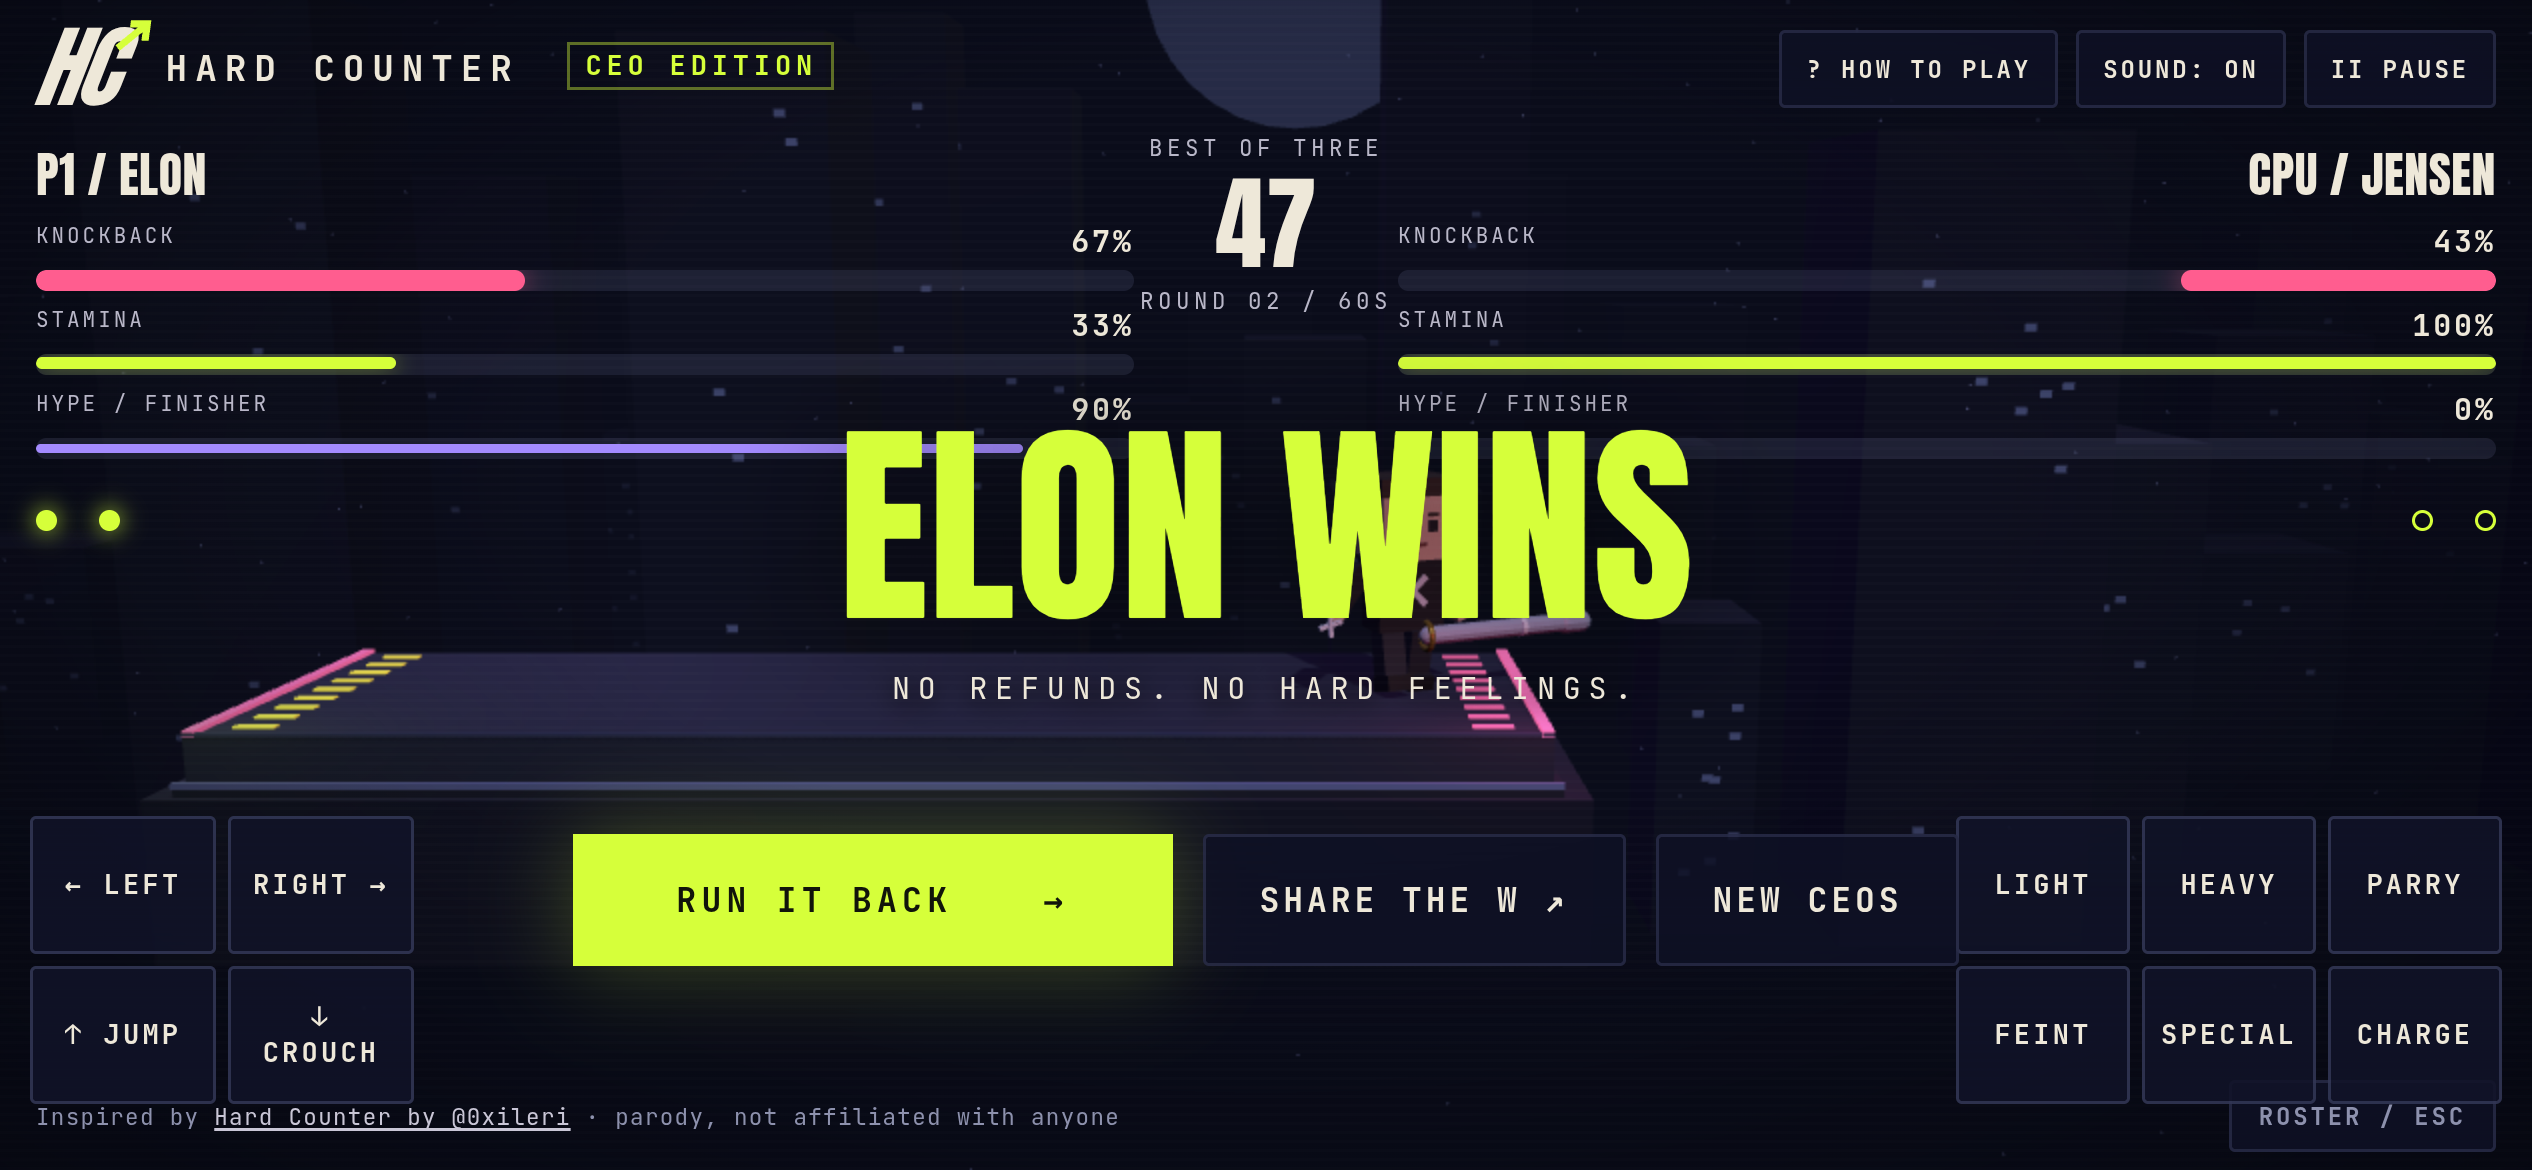 HC HARD COUNTER CEO EDITION ? HOW TO PLAY SOUND: ON II PAUSE
P1 / ELON
KNOCKBACK 67%
STAMINA 33%
HYPE / FINISHER 90%
BEST OF THREE
47
ROUND 02 / 60S
CPU / JENSEN
KNOCKBACK 43%
STAMINA 100%
HYPE / FINISHER 0%
ELON WINS
NO REFUNDS. NO HARD FEELINGS.
← LEFT RIGHT →
↑ JUMP ↓ CROUCH
RUN IT BACK → SHARE THE W ↗ NEW CEOS
LIGHT HEAVY PARRY
FEINT SPECIAL CHARGE
Inspired by Hard Counter by @0xileri · parody, not affiliated with anyone
ROSTER / ESC